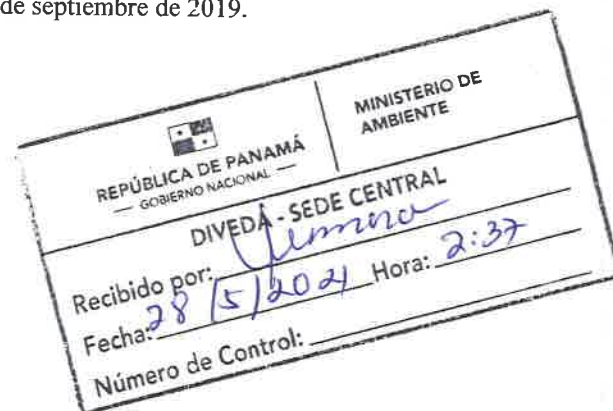 de septiembre de 2019.
REPÚBLICA DE PANAMÁ
— GOBIERNO NACIONAL —
MINISTERIO DE
AMBIENTE
DIVEDA - SEDE CENTRAL
Recibido por:
Fecha: 28/5/2021 Hora: 2:37
Número de Control: